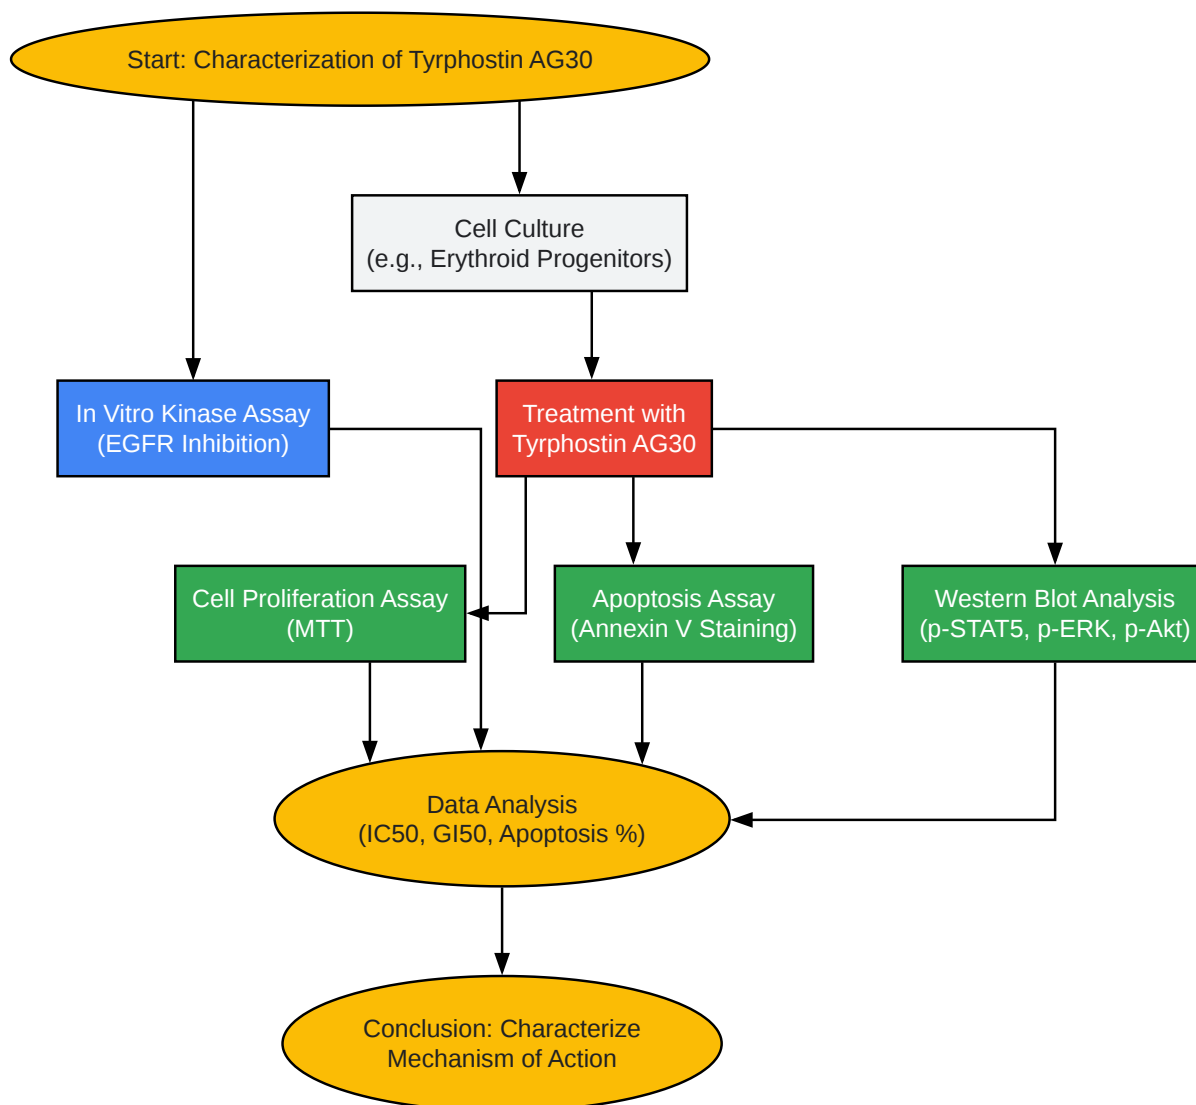 Start: Characterization of Tyrphostin AG30
Cell Culture
(e.g., Erythroid Progenitors)
In Vitro Kinase Assay
(EGFR Inhibition)
Treatment with
Tyrphostin AG30
Cell Proliferation Assay
(MTT)
Apoptosis Assay
(Annexin V Staining)
Western Blot Analysis
(p-STAT5, p-ERK, p-Akt)
Data Analysis
(IC50, GI50, Apoptosis %)
Conclusion: Characterize
Mechanism of Action